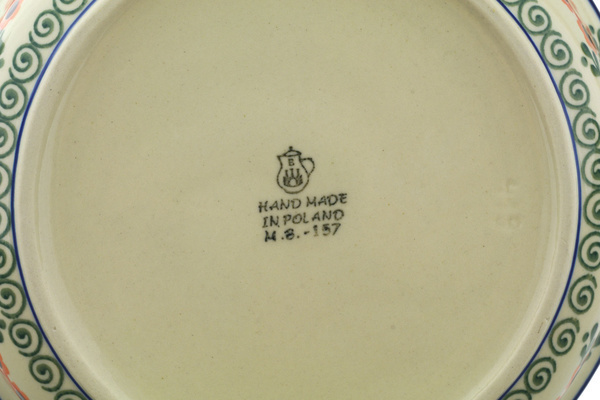 B
HAND MADE
IN POLAND
M.B.-157